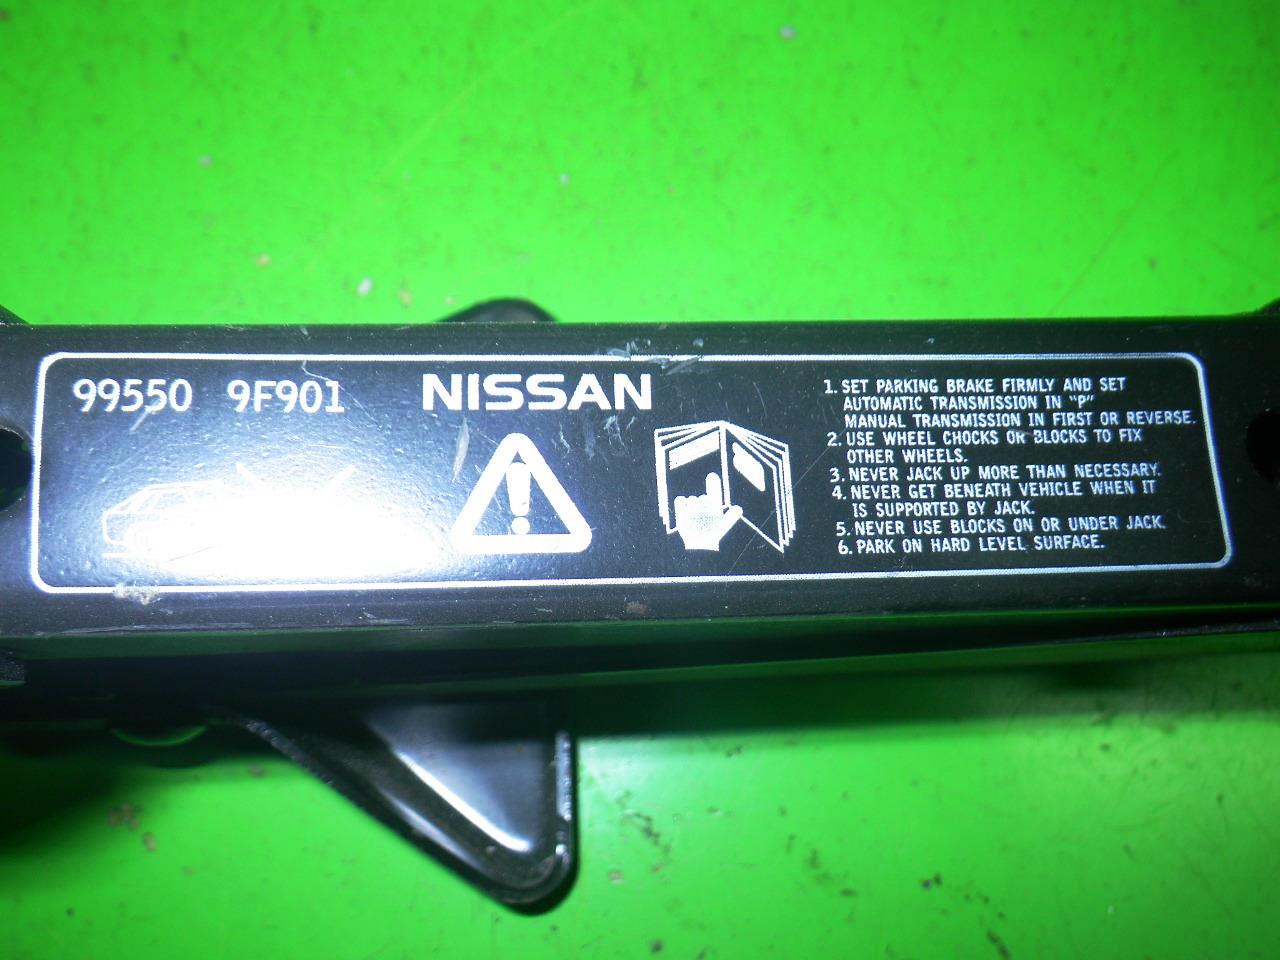 99550 9F901
NISSAN
1. SET PARKING BRAKE FIRMLY AND SET
AUTOMATIC TRANSMISSION IN "P"
MANUAL TRANSMISSION IN FIRST OR REVERSE.
2. USE WHEEL CHOCKS OR BLOCKS TO FIX
OTHER WHEELS.
3. NEVER JACK UP MORE THAN NECESSARY.
4. NEVER GET BENEATH VEHICLE WHEN IT
IS SUPPORTED BY JACK.
5. NEVER USE BLOCKS ON OR UNDER JACK.
6. PARK ON HARD LEVEL SURFACE.